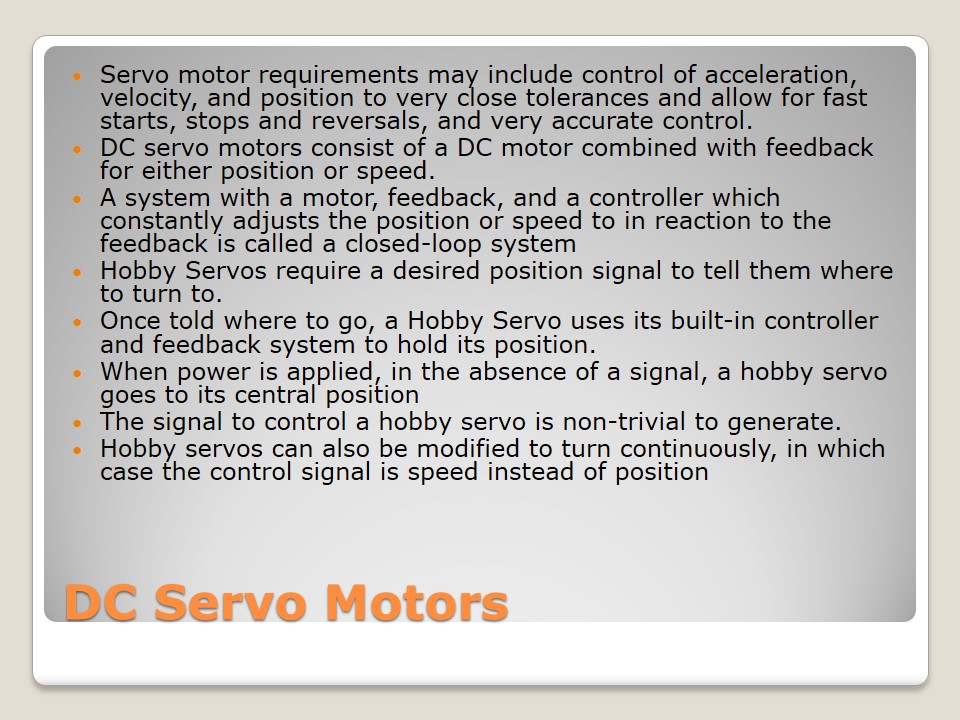 Servo motor requirements may include control of acceleration,
velocity, and position to very close tolerances and allow for fast
starts, stops and reversals, and very accurate control.
DC servo motors consist of a DC motor combined with feedback
for either position or speed.
A system with a motor, feedback, and a controller which
constantly adjusts the position or speed to in reaction to the
feedback is called a closed-loop system
Hobby Servos require a desired position signal to tell them where
to turn to.
Once told where to go, a Hobby Servo uses its built-in controller
and feedback system to hold its position.
When power is applied, in the absence of a signal, a hobby servo
goes to its central position
The signal to control a hobby servo is non-trivial to generate.
Hobby servos can also be modified to turn continuously, in which
case the control signal is speed instead of position
DC Servo Motors